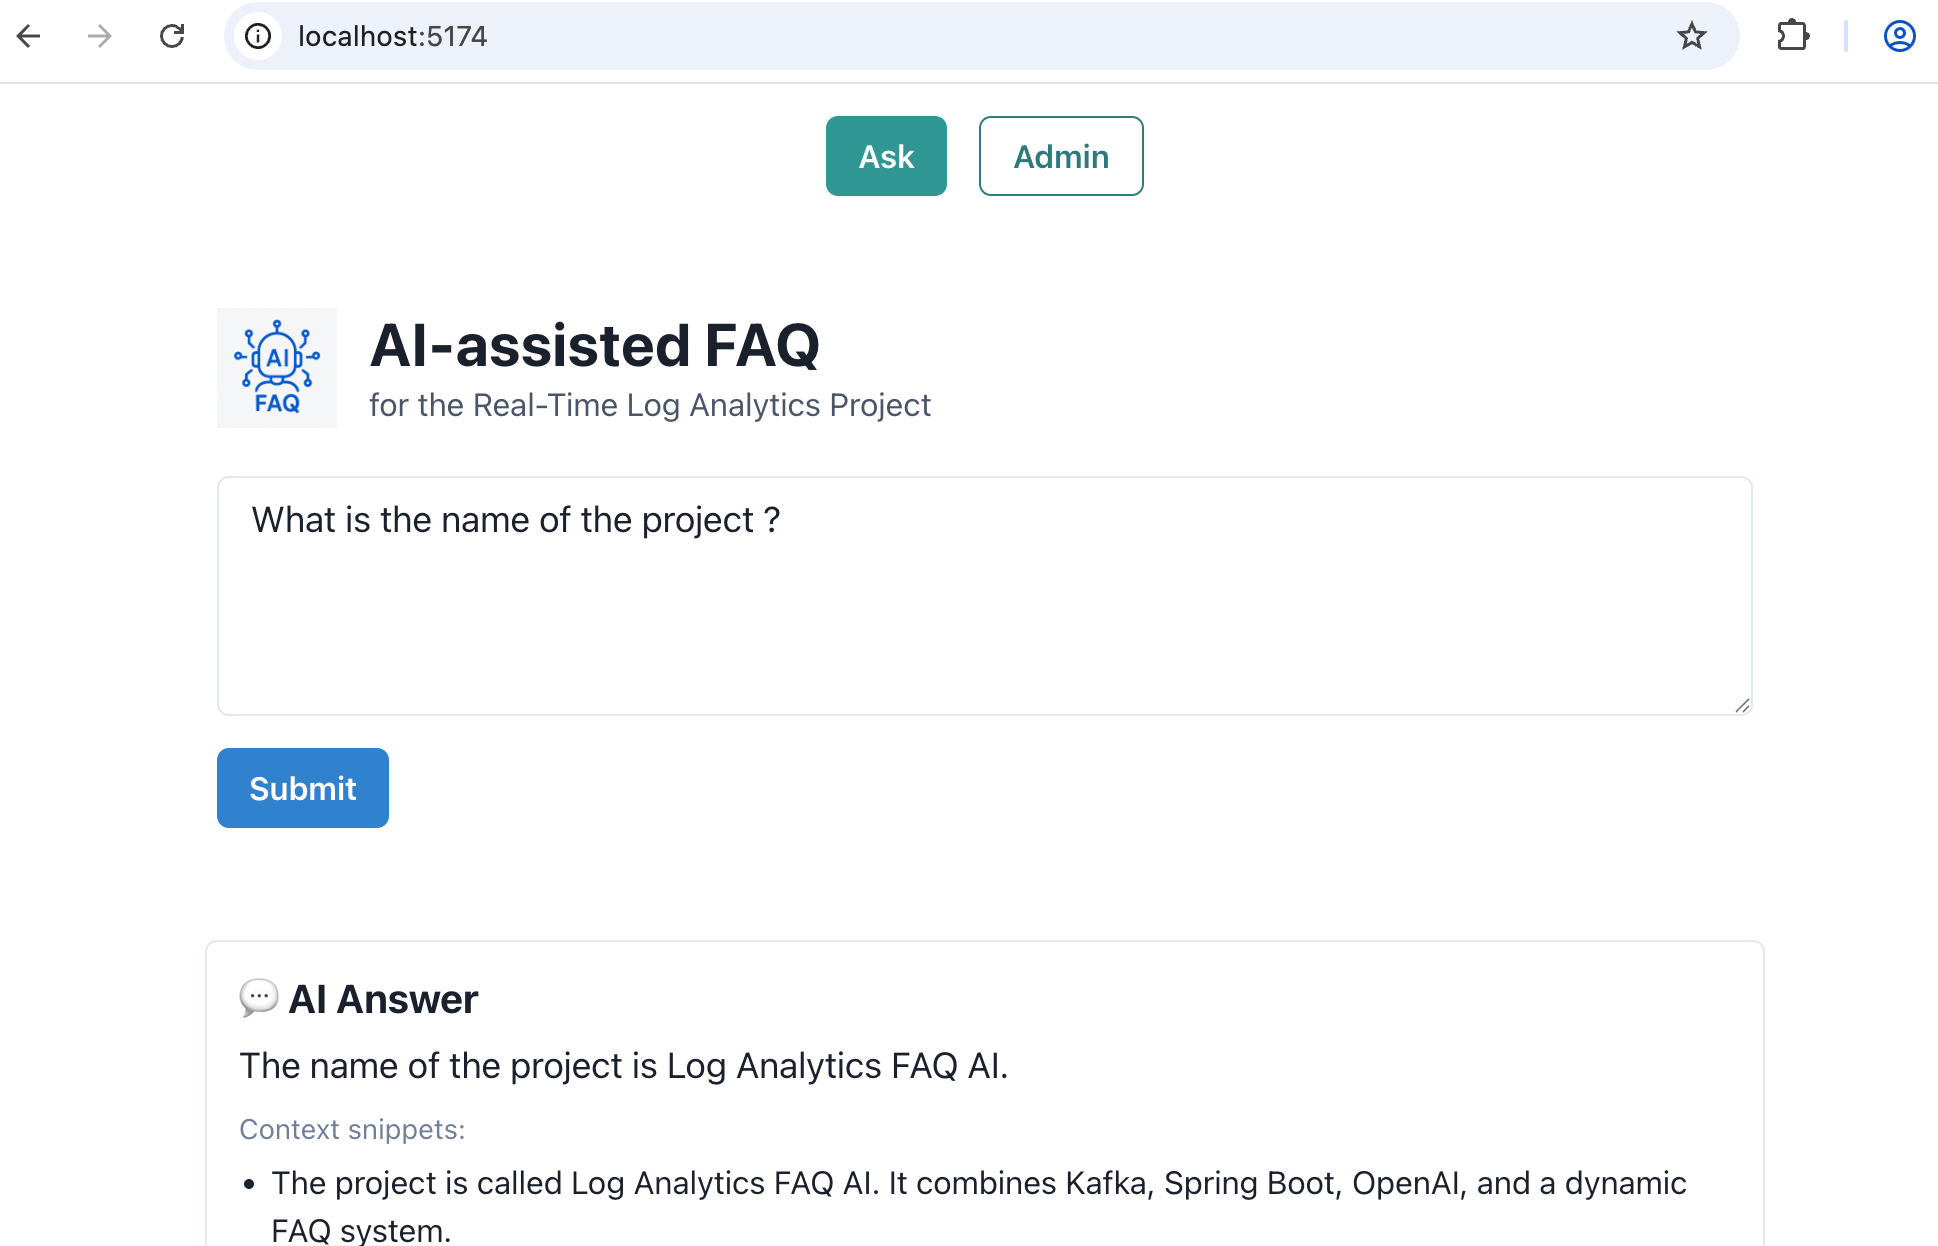 localhost:5174
Ask
Admin
AI
FAQ
AI-assisted FAQ
for the Real-Time Log Analytics Project
What is the name of the project ?
Submit
💬 AI Answer
The name of the project is Log Analytics FAQ AI.
Context snippets:
• The project is called Log Analytics FAQ AI. It combines Kafka, Spring Boot, OpenAI, and a dynamic
FAQ system.